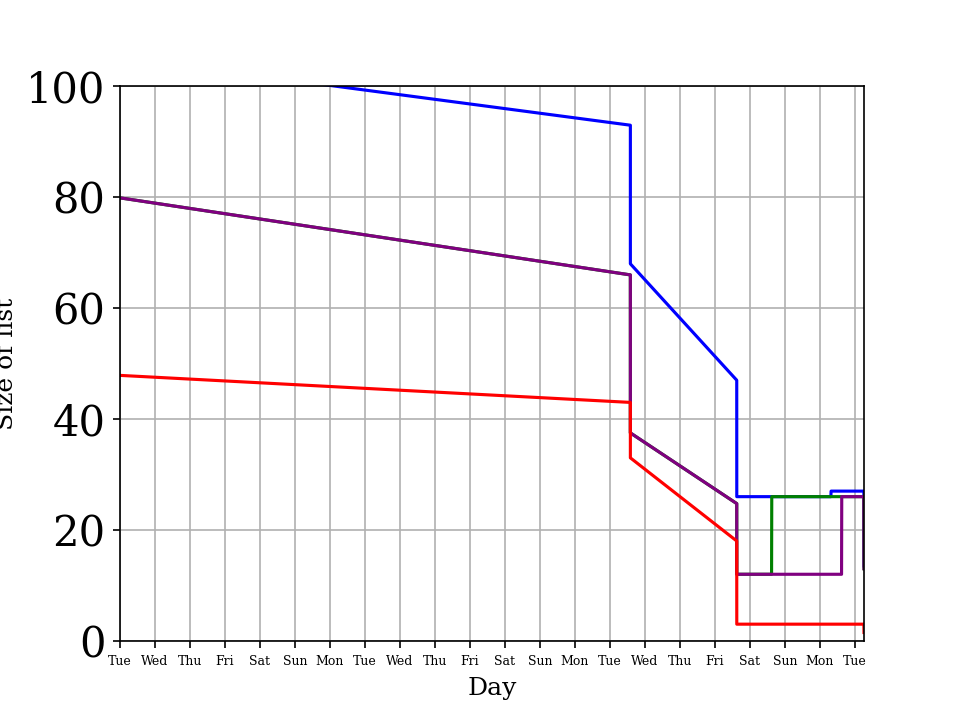 100
80
60
40
20
0
Size of list
Tue Wed Thu Fri Sat Sun Mon Tue Wed Thu Fri Sat Sun Mon Tue Wed Thu Fri Sat Sun Mon Tue
Day